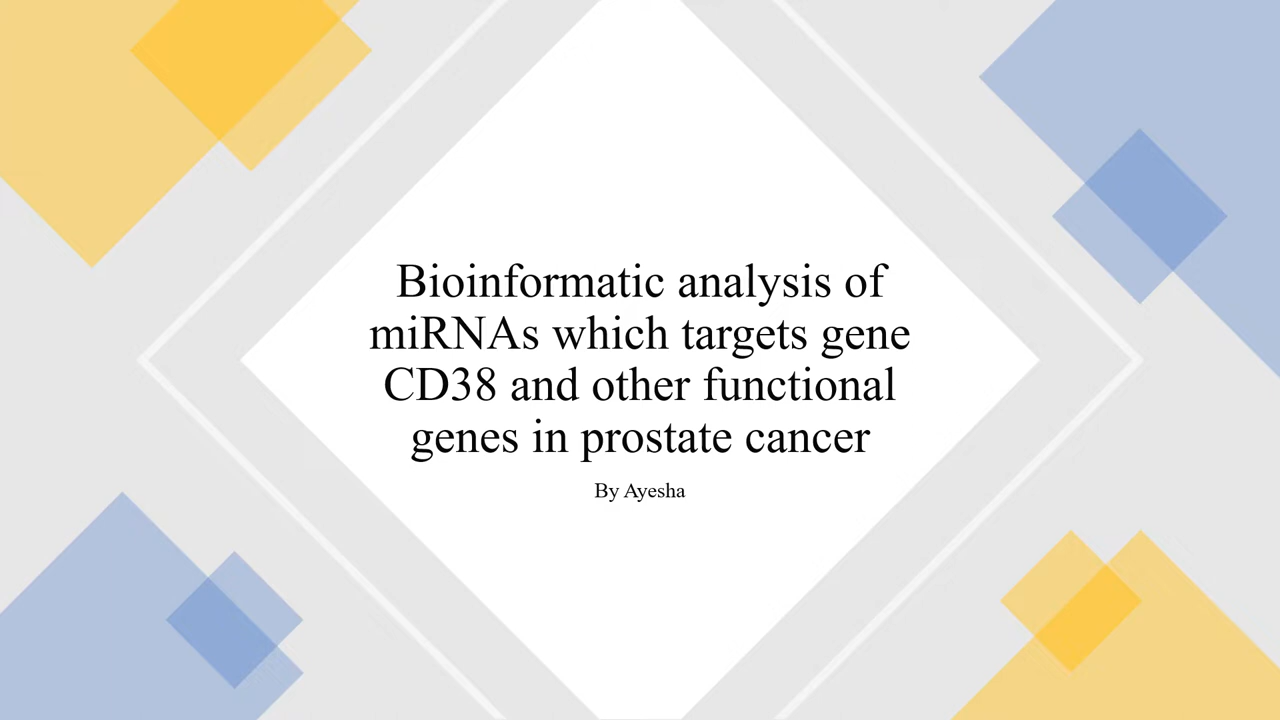 Bioinformatic analysis of
miRNAs which targets gene
CD38 and other functional
genes in prostate cancer
By Ayesha